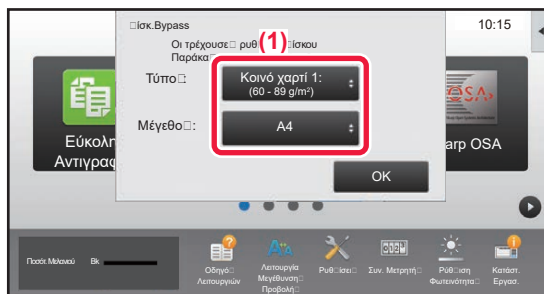 □ίσκ.Bypass
10:15
Οι τρέχουσε□ ρυθ
(1)
□ίσκου
Παράκα
Τύπο□:
Κοινό χαρτί 1:
(60 - 89 g/m²)
Μέγεθο□:
A4
OK
Εύκολη
Αντιγραφ
OSA
arp OSA
Ποσότ. Μελανιού
Bk
Οδηγό□
Λειτουργιών
Λειτουργία
Μεγέθυνση□
Προβολή□
Ρυθ□ίσει□
Συν. Μετρητή□
Ρύθ□ιση
Φωτεινότητα□
Κατάστ.
Εργασ.